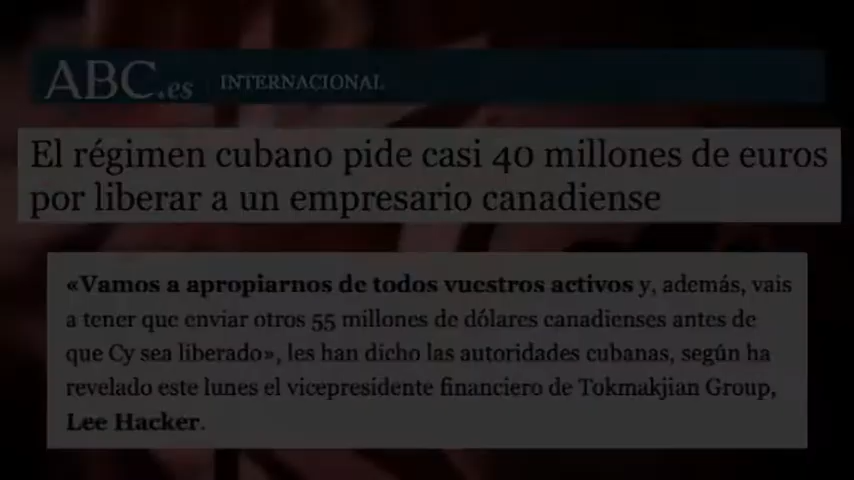 ABC.es INTERNACIONAL
El régimen cubano pide casi 40 millones de euros
por liberar a un empresario canadiense
«Vamos a apropiarnos de todos vuestros activos y, además, vais
a tener que enviar otros 55 millones de dólares canadienses antes de
que Cy sea liberado», les han dicho las autoridades cubanas, según ha
revelado este lunes el vicepresidente financiero de Tokmakjian Group,
Lee Hacker.